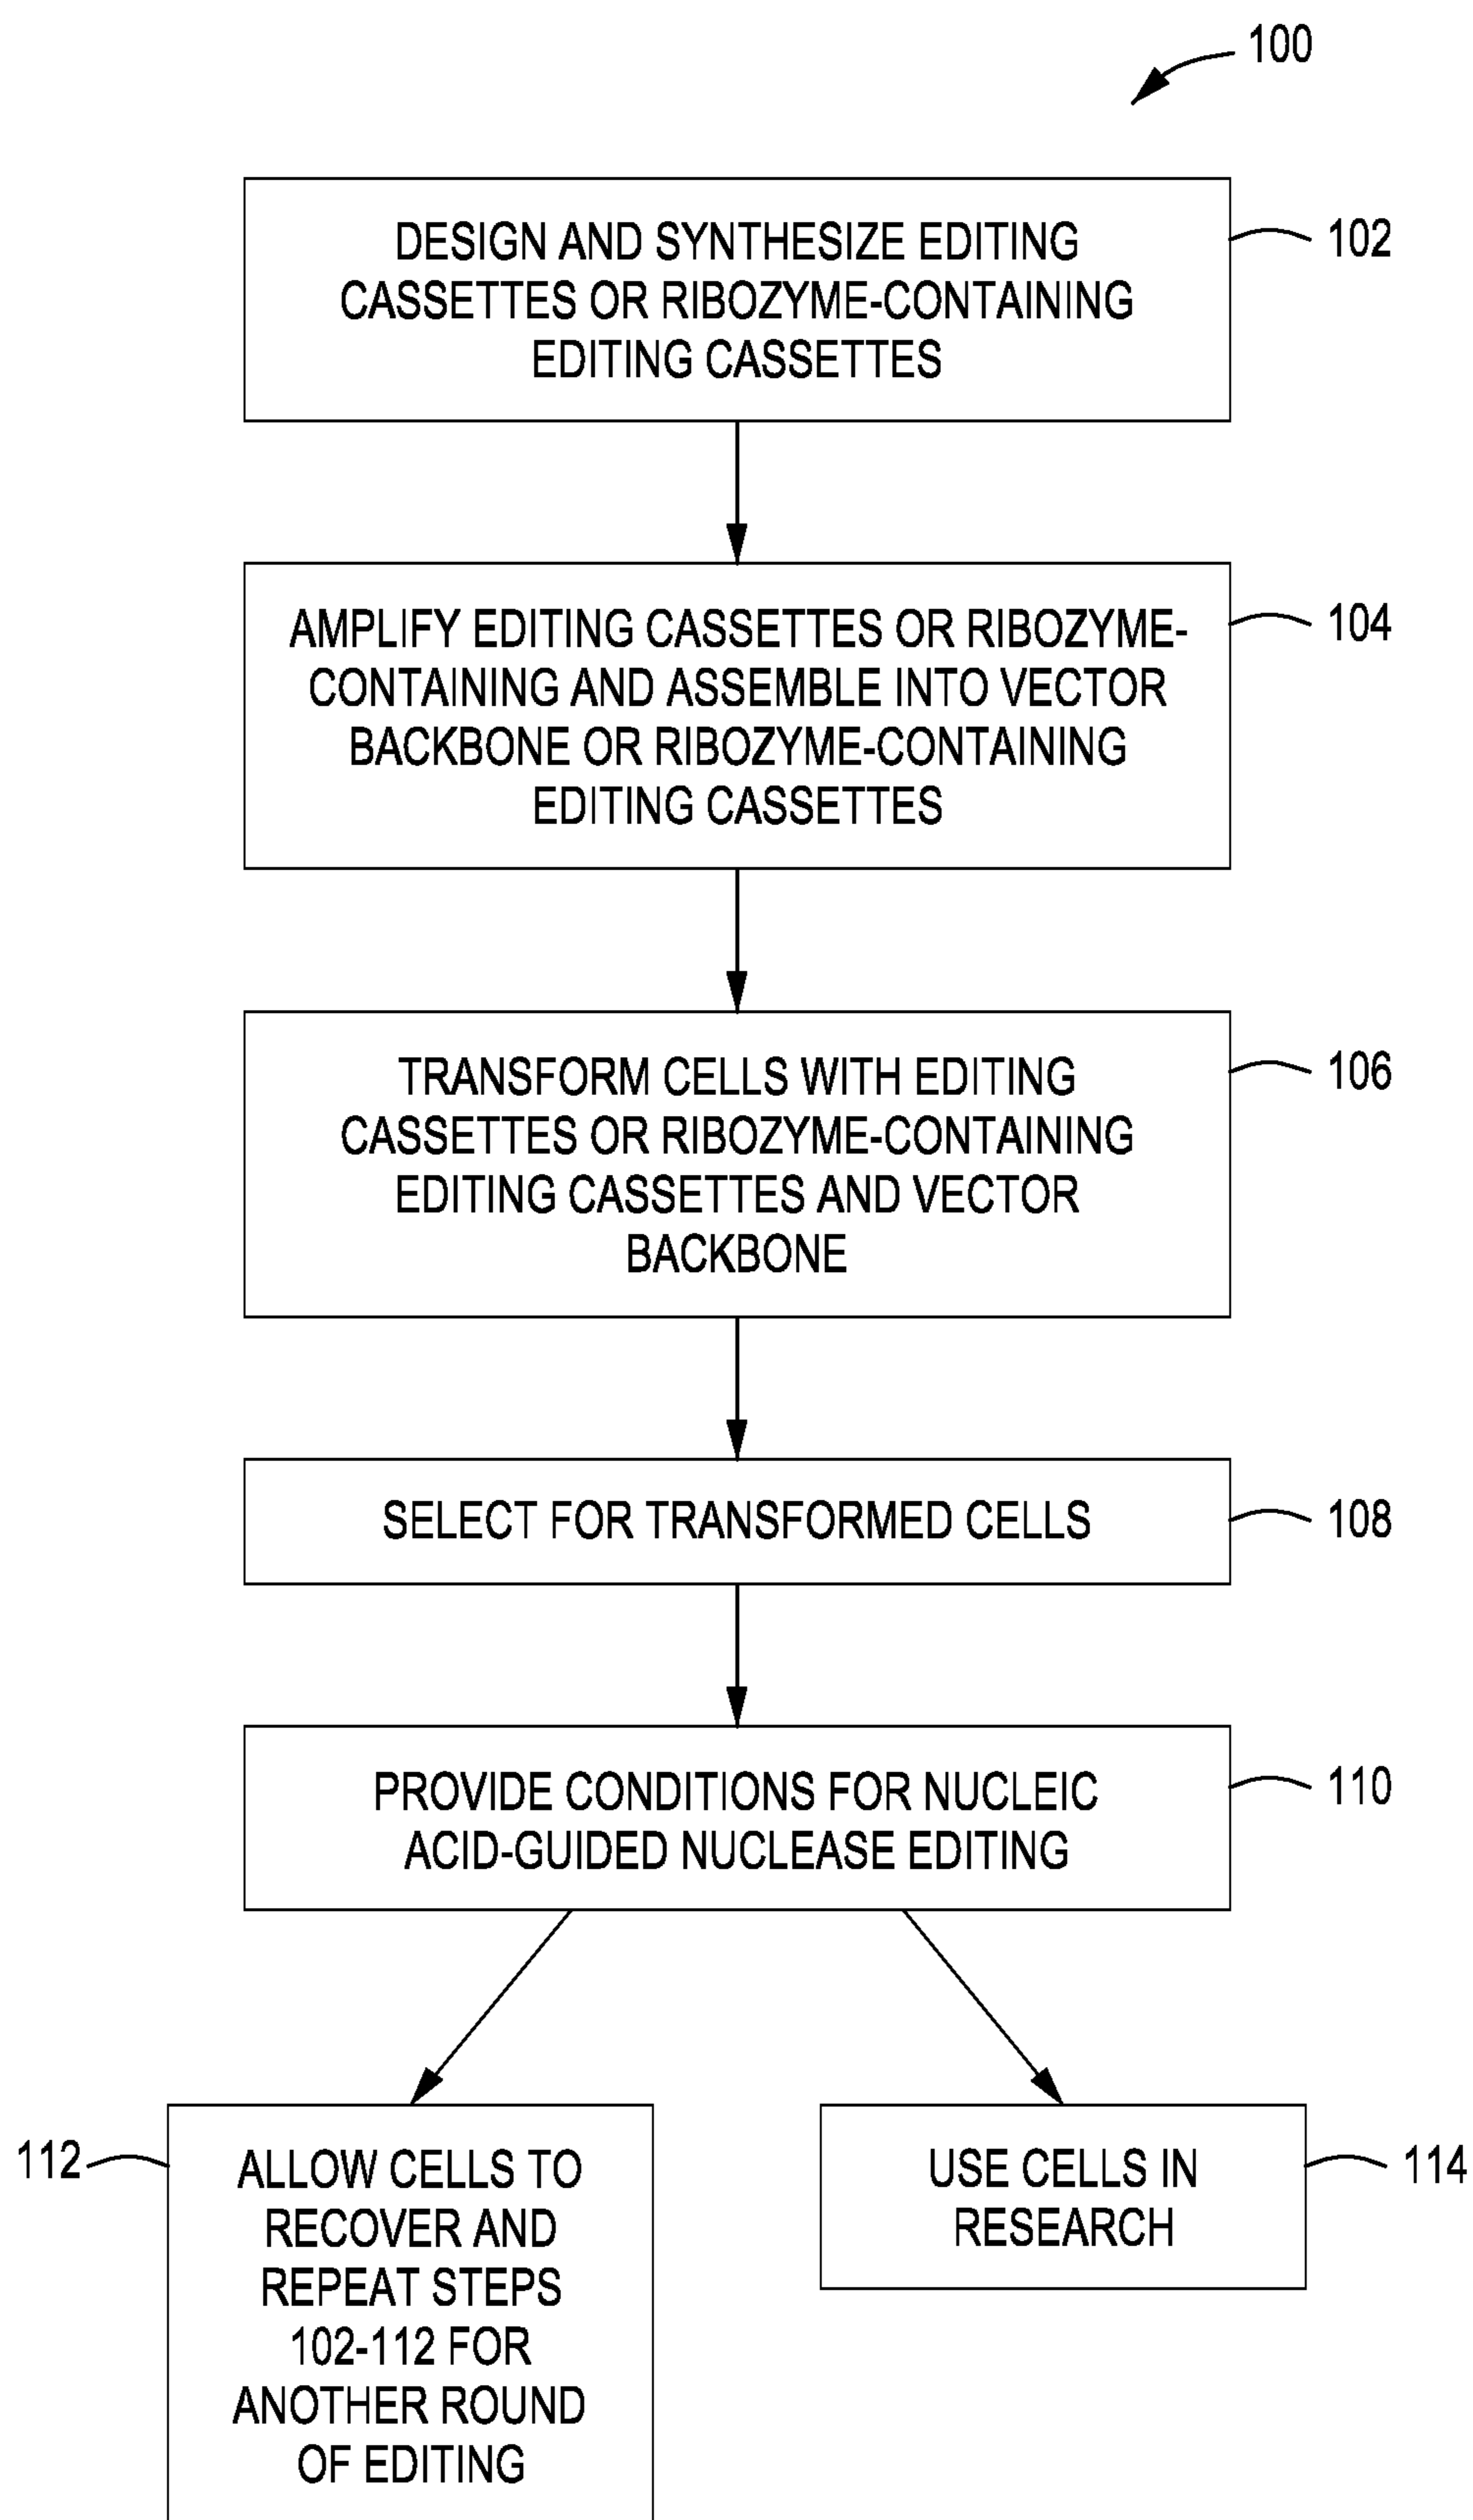 100
DESIGN AND SYNTHESIZE EDITING
CASSETTES OR RIBOZYME-CONTAINING
EDITING CASSETTES
102
AMPLIFY EDITING CASSETTES OR RIBOZYME-
CONTAINING AND ASSEMBLE INTO VECTOR
BACKBONE OR RIBOZYME-CONTAINING
EDITING CASSETTES
104
TRANSFORM CELLS WITH EDITING
CASSETTES OR RIBOZYME-CONTAINING
EDITING CASSETTES AND VECTOR
BACKBONE
106
SELECT FOR TRANSFORMED CELLS
108
PROVIDE CONDITIONS FOR NUCLEIC
ACID-GUIDED NUCLEASE EDITING
110
112
ALLOW CELLS TO
RECOVER AND
REPEAT STEPS
102-112 FOR
ANOTHER ROUND
OF EDITING
USE CELLS IN
RESEARCH
114